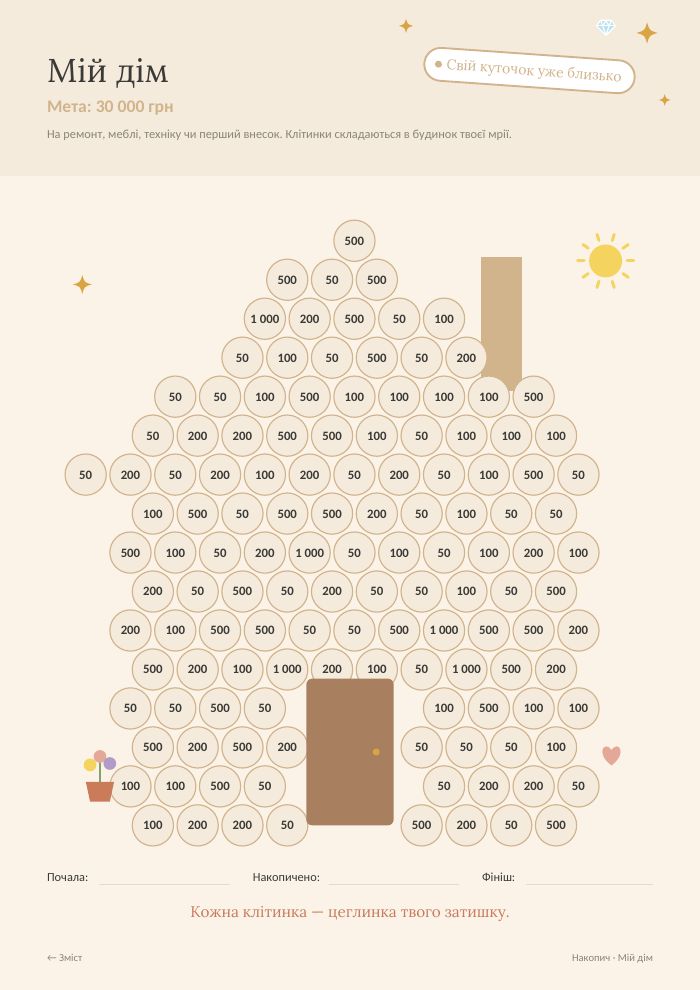 Мій дім
Свій куточок уже близько
Мета: 30 000 грн
На ремонт, меблі, техніку чи перший внесок. Клітинки складаються в будинок твоєї мрії.
500
500 50 500
1 000 200 500 50 100
50 100 50 500 50 200
50 50 100 500 100 100 100 100 500
50 200 200 500 500 100 50 100 100 100
50 200 50 200 100 200 200 50 200 50 100 500 50
100 500 50 500 500 200 50 100 50 50
500 100 50 200 1 000 50 100 50 100 200 100
200 50 500 50 200 50 50 500 500 500
200 100 500 500 50 50 500 1 000 500 500 200
500 200 100 1 000 200 100 50 1 000 500 200
50 50 500 50 100 500 100 100
500 200 500 200 50 50 50 100
100 100 500 50 50 200 200 50
100 200 200 50 500 200 50 500
Почала: Накопичено: Фініш:
Кожна клітинка — цеглинка твого затишку.
← Зміст Накопич · Мій дім